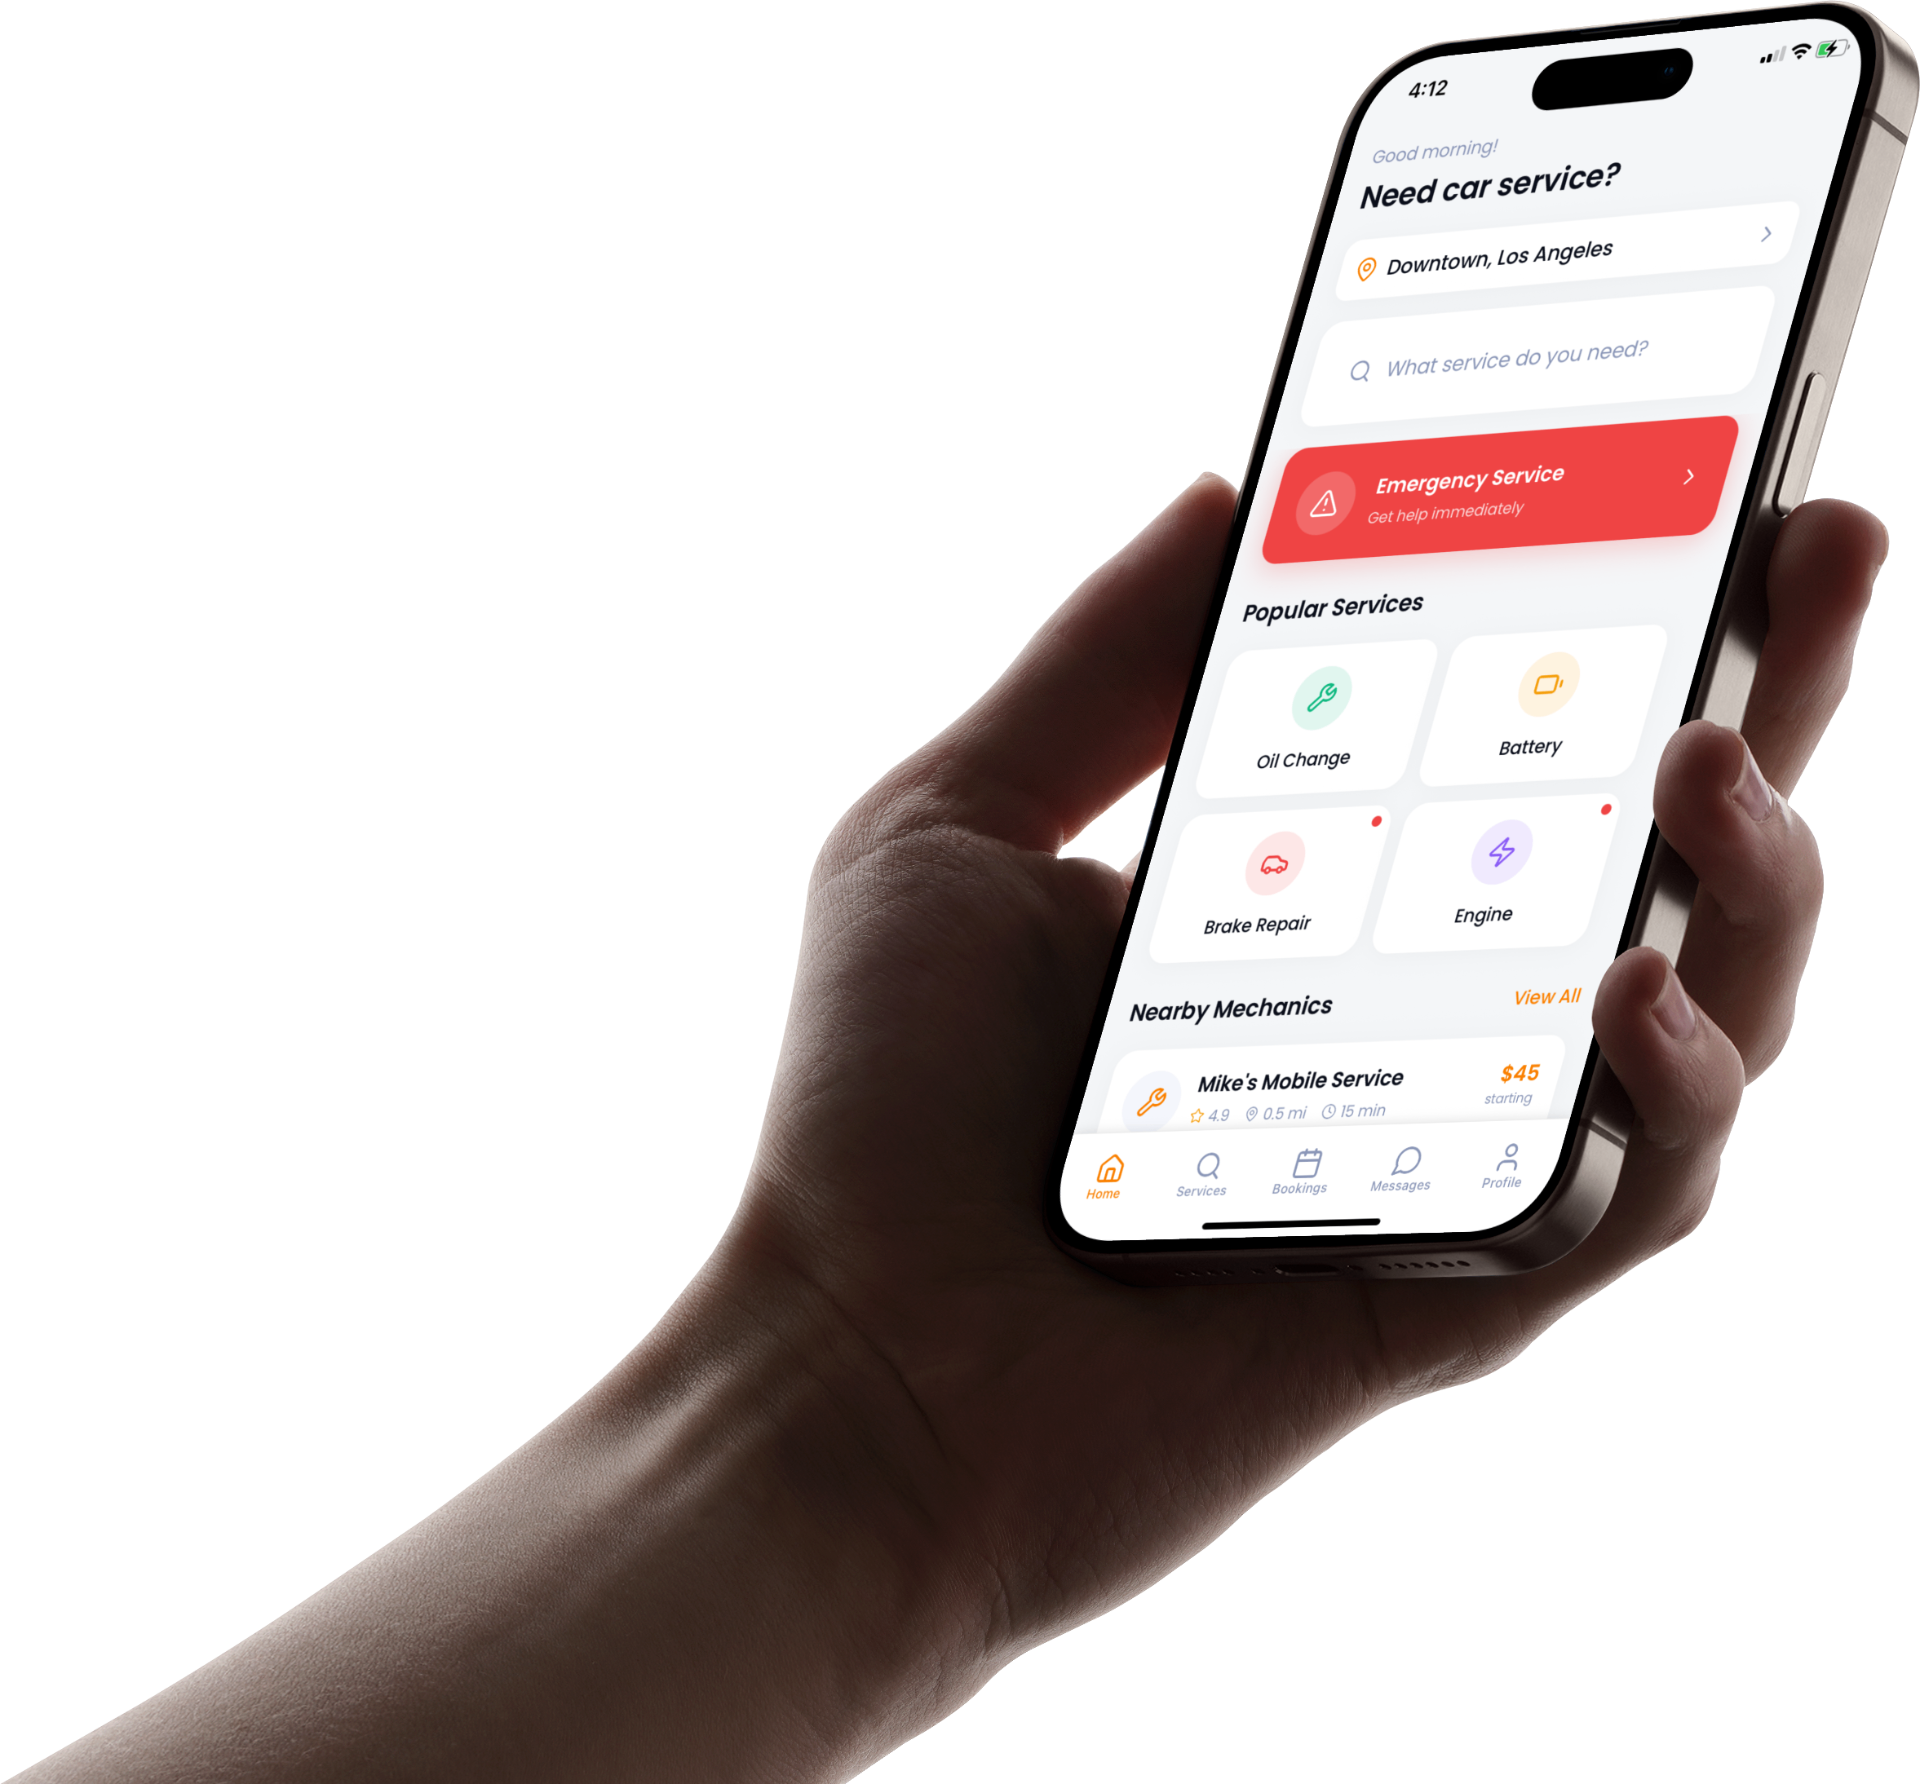 4:12
Good morning!
Need car service?
Downtown, Los Angeles
What service do you need?
Emergency Service
Get help immediately
Popular Services
Oil Change
Battery
Brake Repair
Engine
Nearby Mechanics
View All
Mike's Mobile Service
$45
4.9 0.5 mi 15 min
starting
Home
Services
Bookings
Messages
Profile